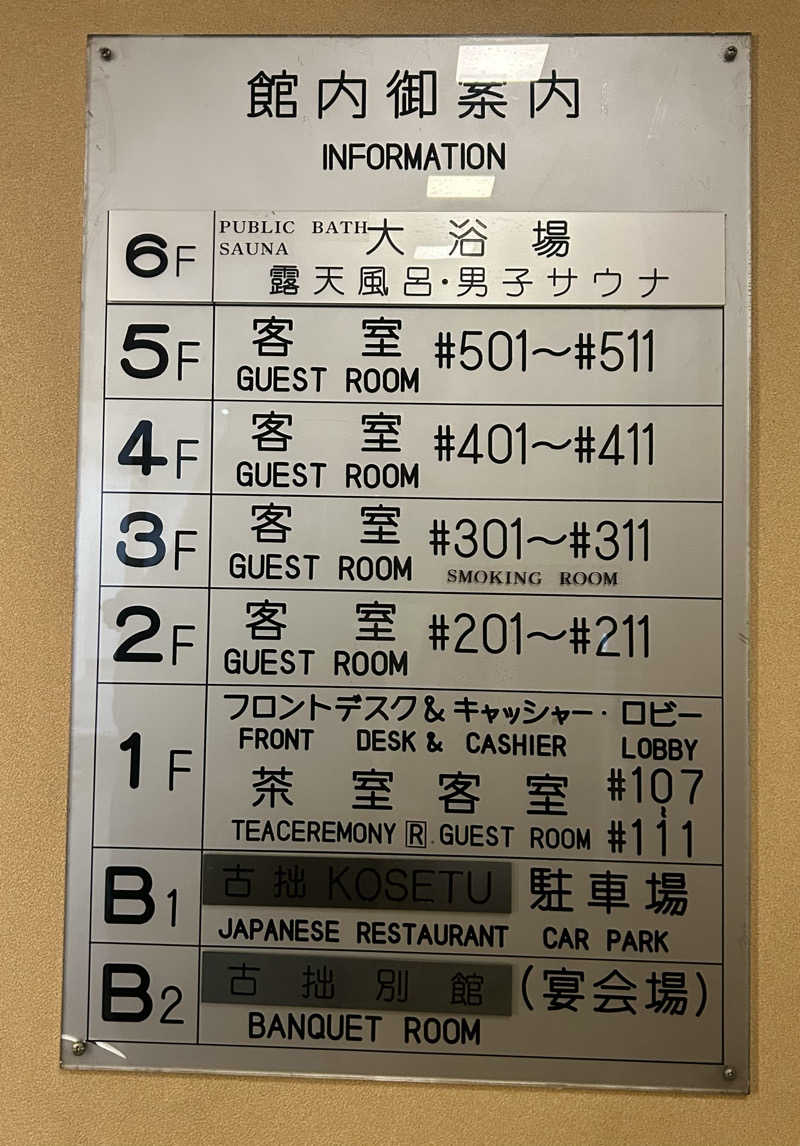 館内御案内
INFORMATION
6F
PUBLIC BATH 大浴場
SAUNA
露天風呂・男子サウナ
5F
客室 #501〜#511
GUEST ROOM
4F
客室 #401〜#411
GUEST ROOM
3F
客室 #301〜#311
GUEST ROOM SMOKING ROOM
2F
客室 #201〜#211
GUEST ROOM
1F
フロントデスク&キャッシャー・ロビー
FRONT DESK & CASHIER LOBBY
茶室客室 #107
〜
TEACEREMONY R. GUEST ROOM #111
B1
古拙 KOSETU 駐車場
JAPANESE RESTAURANT CAR PARK
B2
古拙別館 (宴会場)
BANQUET ROOM